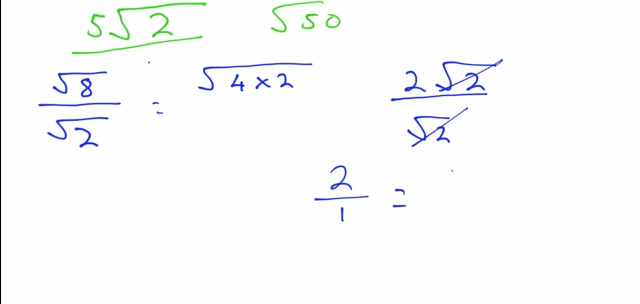 5√2 √50
√8/√2 = √4×2 2√2/√2
2/1 =